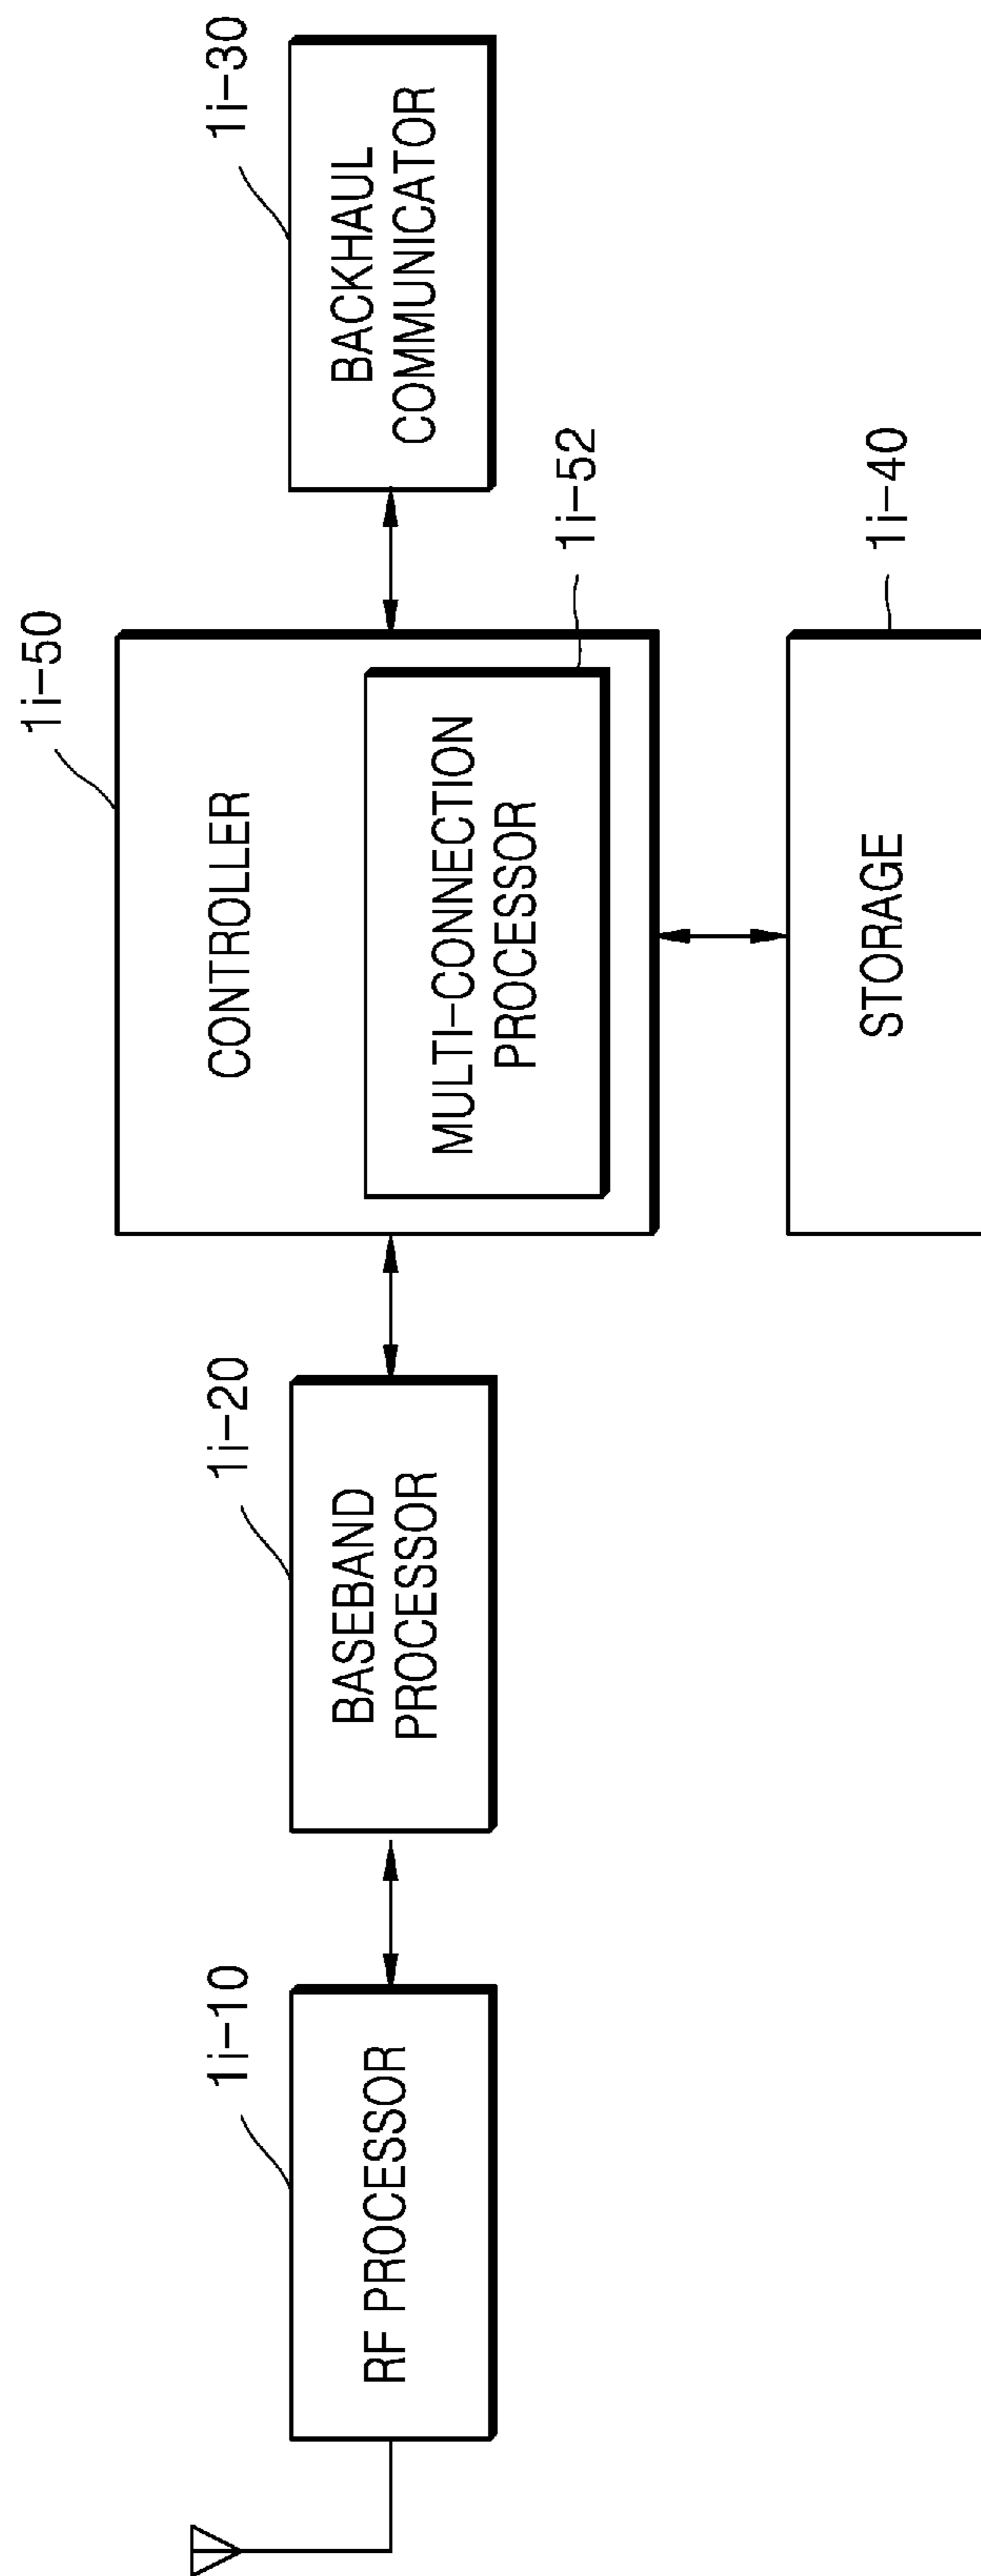 1i-50
1i-10
1i-20
1i-30
CONTROLLER
RF PROCESSOR
BASEBAND
PROCESSOR
BACKHAUL
COMMUNICATOR
MULTI-CONNECTION
PROCESSOR
1i-52
STORAGE
1i-40